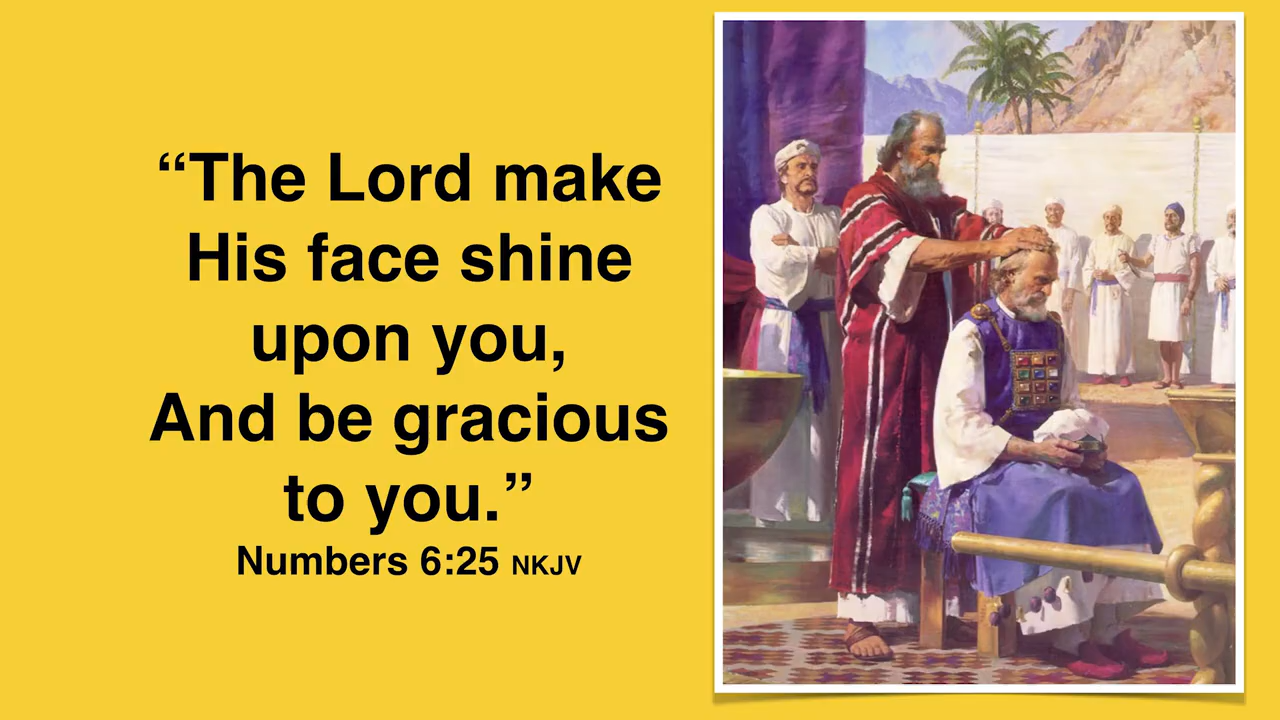 “The Lord make
His face shine
upon you,
And be gracious
to you.”
Numbers 6:25 NKJV